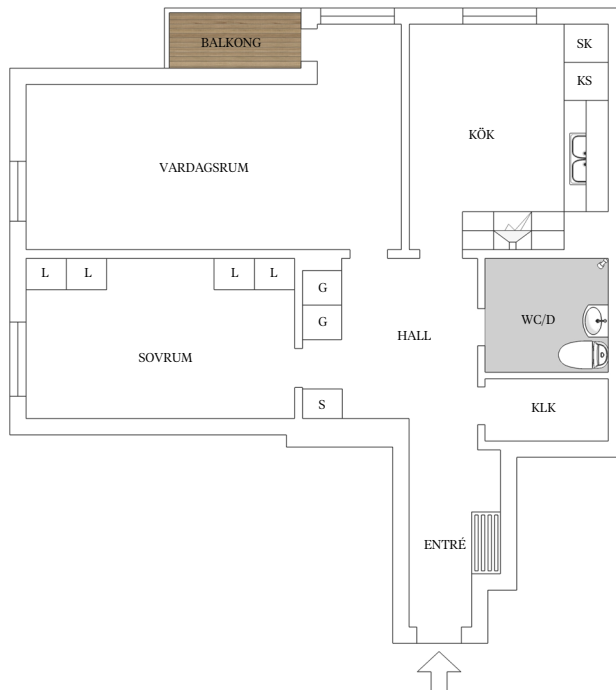 BALKONG
SK
KS
KÖK
VARDAGSRUM
L
L
L
L
G
G
WC/D
HALL
SOVRUM
S
KLK
ENTRÉ